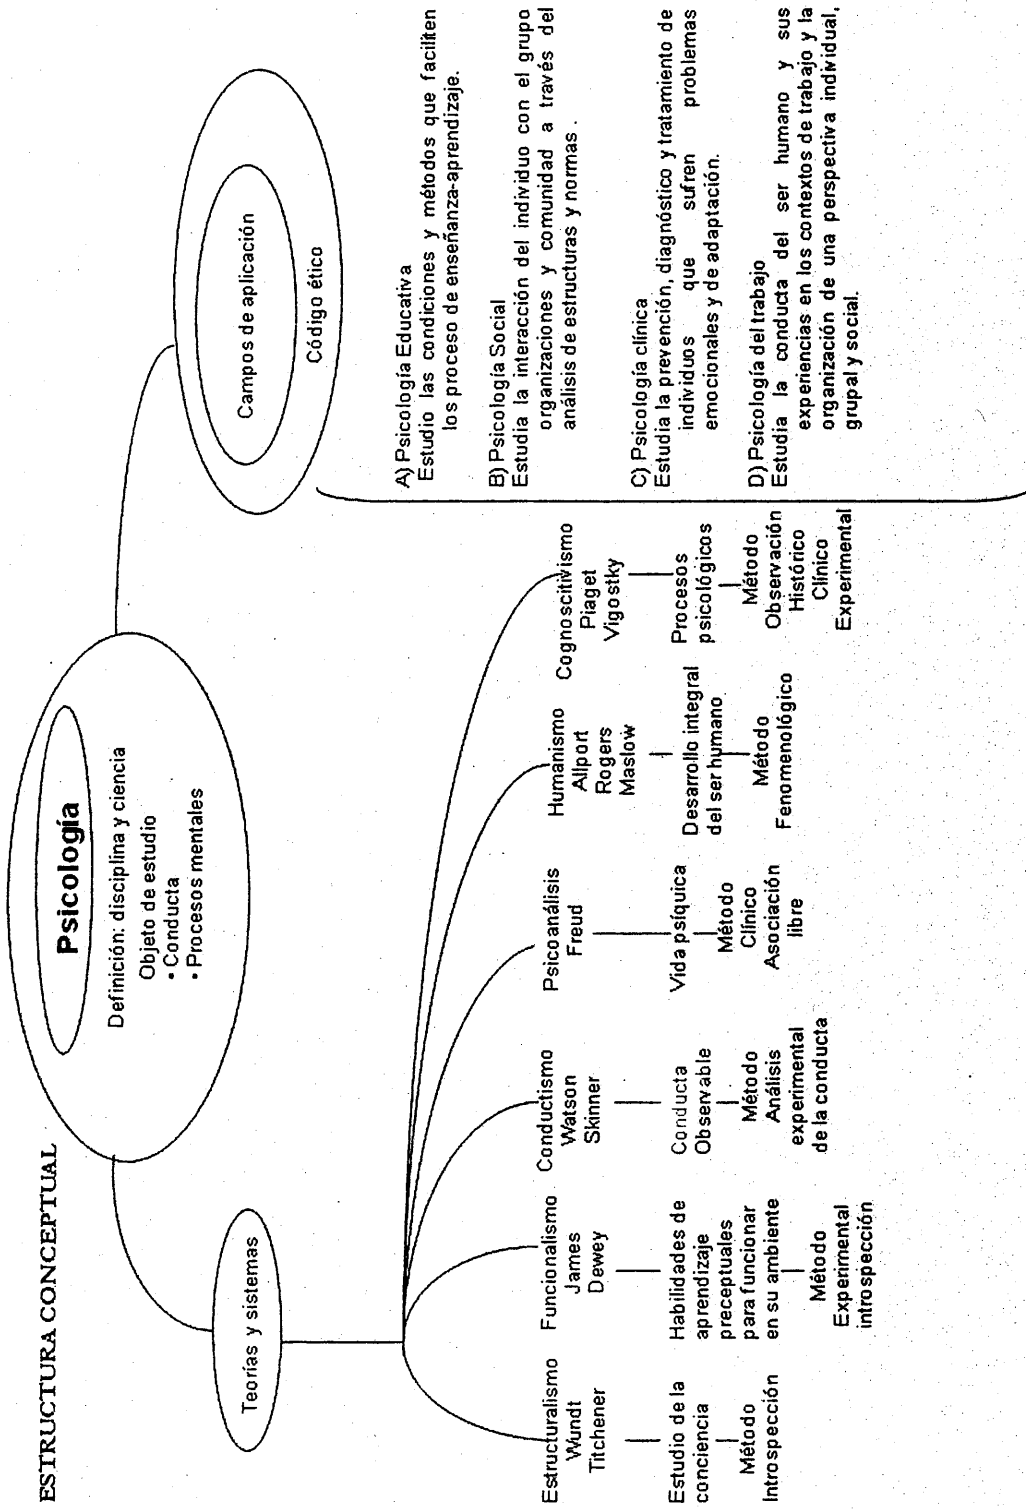 ESTRUCTURA CONCEPTUAL
Psicología
Definición: disciplina y ciencia
Objeto de estudio
• Conducta
• Procesos mentales
Teorías y sistemas
Campos de aplicación
Código ético
Estructuralismo
Wundt
Titchener
Estudio de la
conciencia
Método
Introspección
Funcionalismo
James
Dewey
Habilidades de
aprendizaje
preceptuales
para funcionar
en su ambiente
Método
Experimental
introspección
Conductismo
Watson
Skinner
Conducta
Observable
Método
Análisis
experimental
de la conducta
Psicoanálisis
Freud
Vida psíquica
Método
Clínico
Asociación
libre
Humanismo
Allport
Rogers
Maslow
Desarrollo integral
del ser humano
Método
Fenomenológico
Cognoscitivismo
Piaget
Vigostky
Procesos
psicológicos
Método
Observación
Histórico
Clínico
Experimental
A) Psicología Educativa
Estudio las condiciones y métodos que faciliten
los proceso de enseñanza-aprendizaje.
B) Psicología Social
Estudia la interacción del individuo con el grupo
organizaciones y comunidad a través del
análisis de estructuras y normas .
C) Psicología clínica
Estudia la prevención, diagnóstico y tratamiento de
individuos que sufren problemas
emocionales y de adaptación.
D) Psicología del trabajo
Estudia la conducta del ser humano y sus
experiencias en los contextos de trabajo y la
organización de una perspectiva individual,
grupal y social.